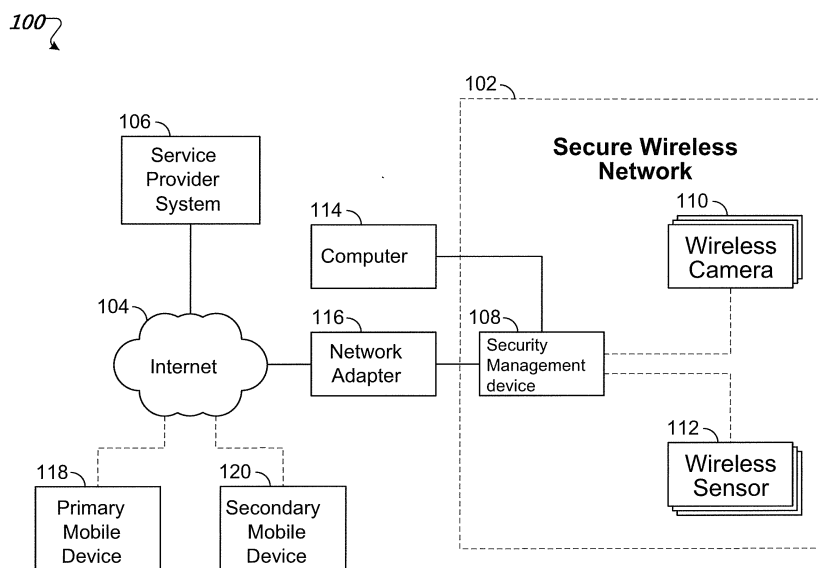 100
102
106
Service
Provider
System
Secure Wireless
Network
114
Computer
110
Wireless
Camera
104
Internet
116
Network
Adapter
108
Security
Management
device
112
Wireless
Sensor
118
Primary
Mobile
Device
120
Secondary
Mobile
Device